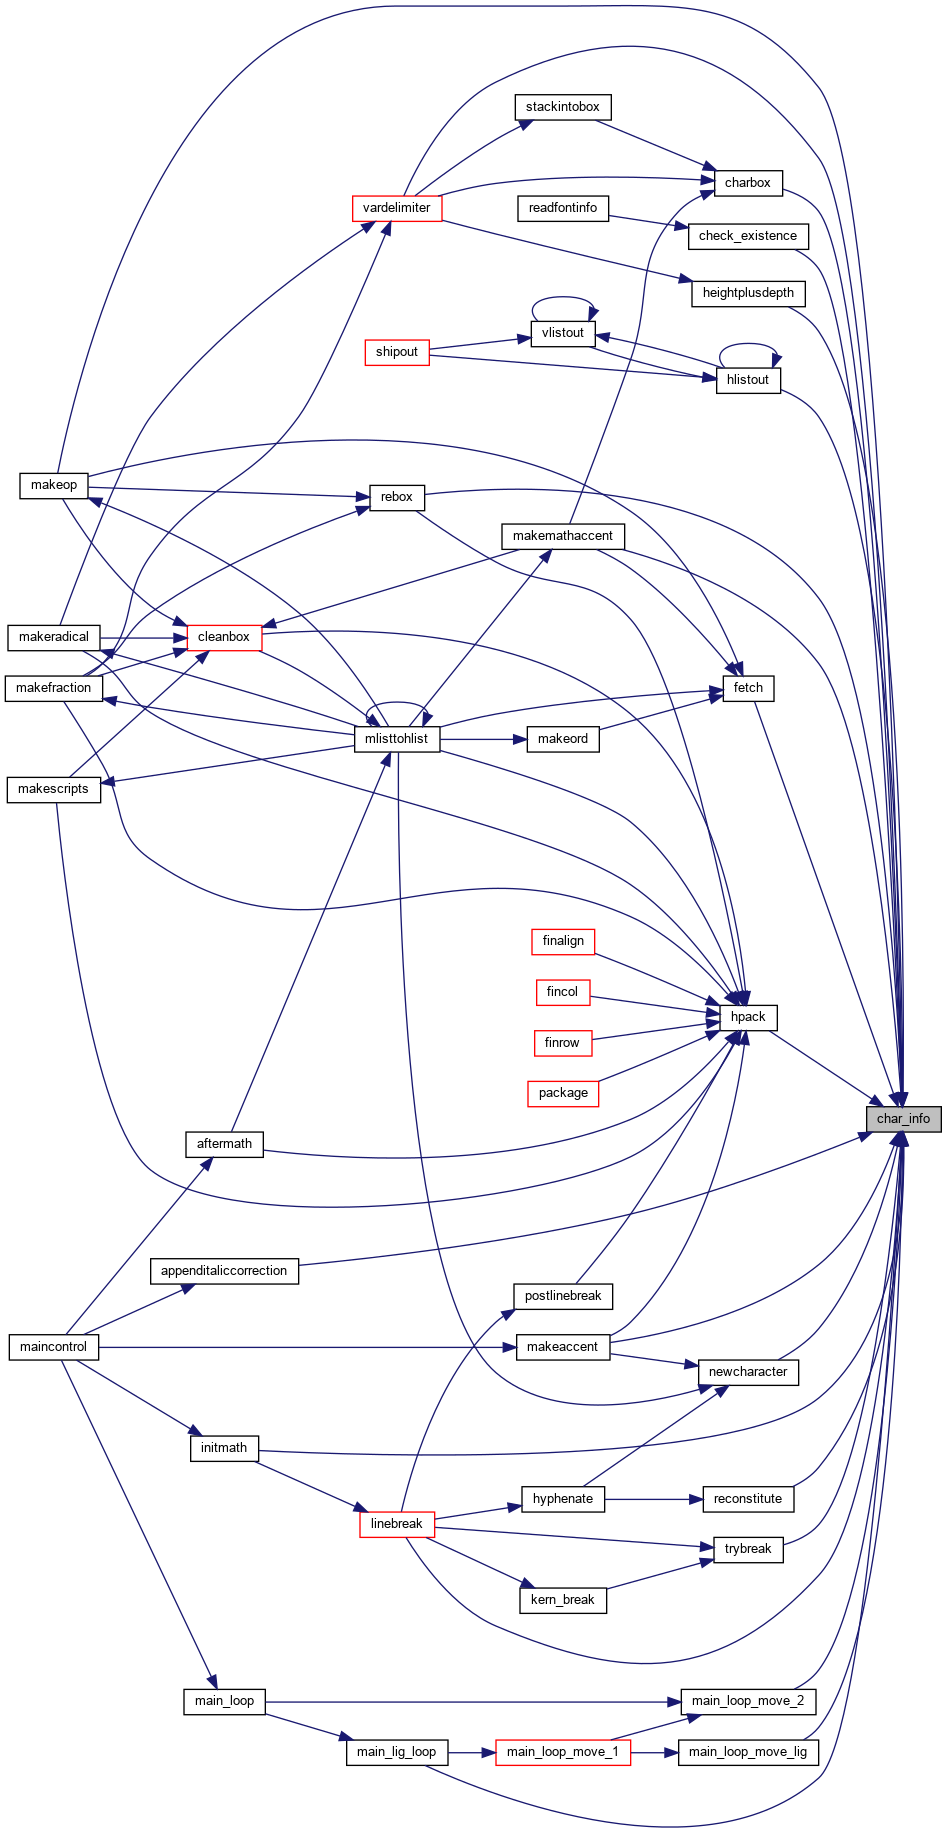 stackintobox
charbox
vardelimiter
readfontinfo
check_existence
heightplusdepth
vlistout
shipout
hlistout
makeop
rebox
makemathaccent
makeradical
cleanbox
makefraction
fetch
mlisttohlist
makeord
makescripts
finalign
fincol
hpack
finrow
package
char_info
aftermath
appenditaliccorrection
postlinebreak
maincontrol
makeaccent
newcharacter
initmath
hyphenate
reconstitute
linebreak
trybreak
kern_break
main_loop
main_loop_move_2
main_lig_loop
main_loop_move_1
main_loop_move_lig